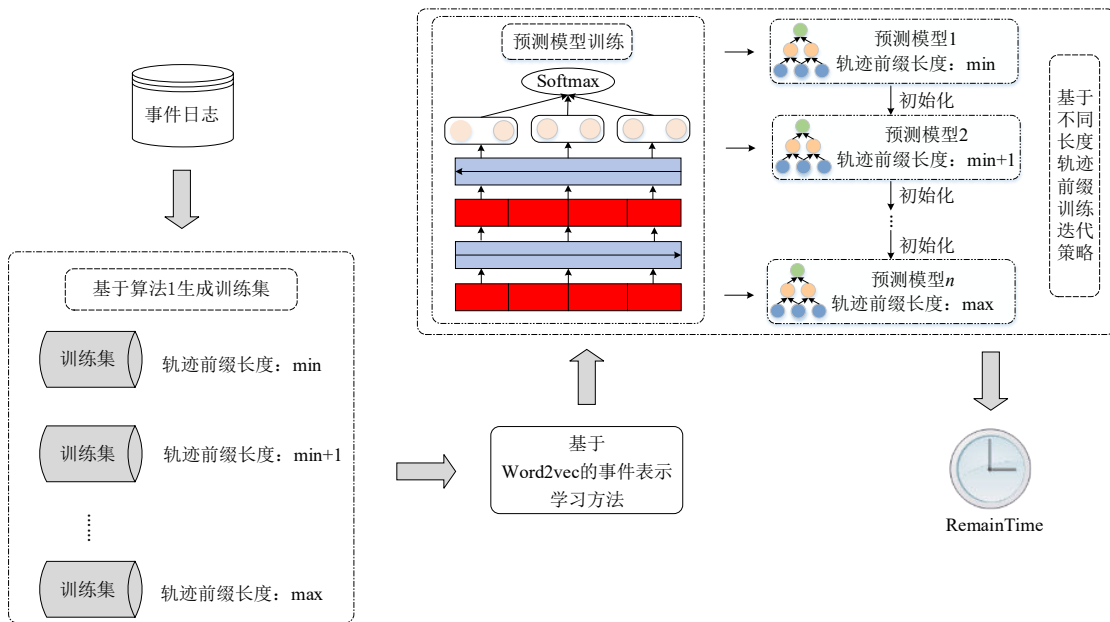 事件日志
基于算法1生成训练集
训练集
轨迹前缀长度：min
训练集
轨迹前缀长度：min+1
......
训练集
轨迹前缀长度：max
基于
Word2vec的事件表示
学习方法
预测模型训练
Softmax
预测模型1
轨迹前缀长度：min
初始化
预测模型2
轨迹前缀长度：min+1
初始化
...
初始化
预测模型n
轨迹前缀长度：max
基于
不同
长度
轨迹
前缀
训练
迭代
策略
RemainTime